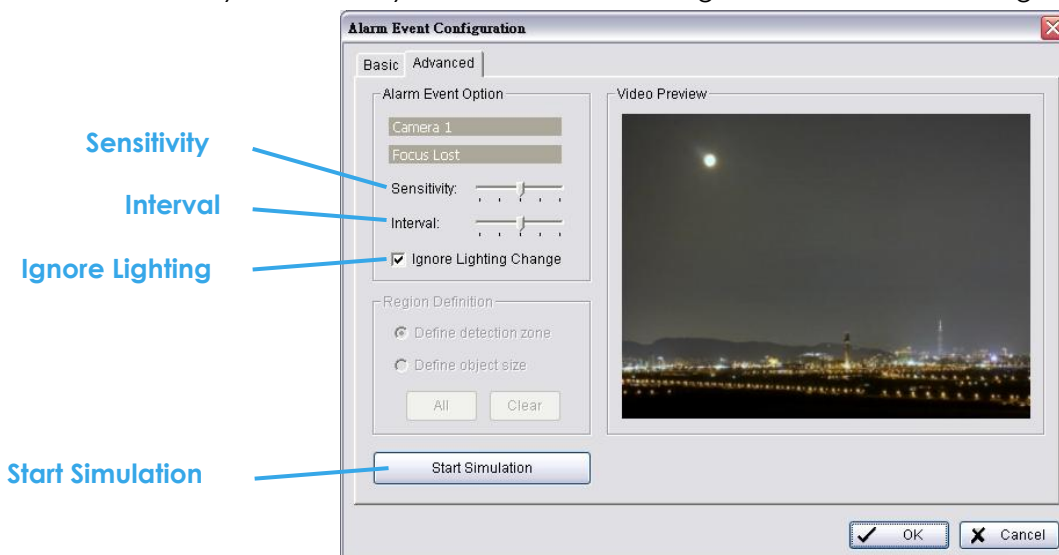 Alarm Event Configuration
Basic
Advanced
Alarm Event Option
Camera 1
Focus Lost
Sensitivity:
Interval:
Ignore Lighting Change
Region Definition
Define detection zone
Define object size
All
Clear
Start Simulation
Video Preview
OK
Cancel
Sensitivity
Interval
Ignore Lighting
Start Simulation